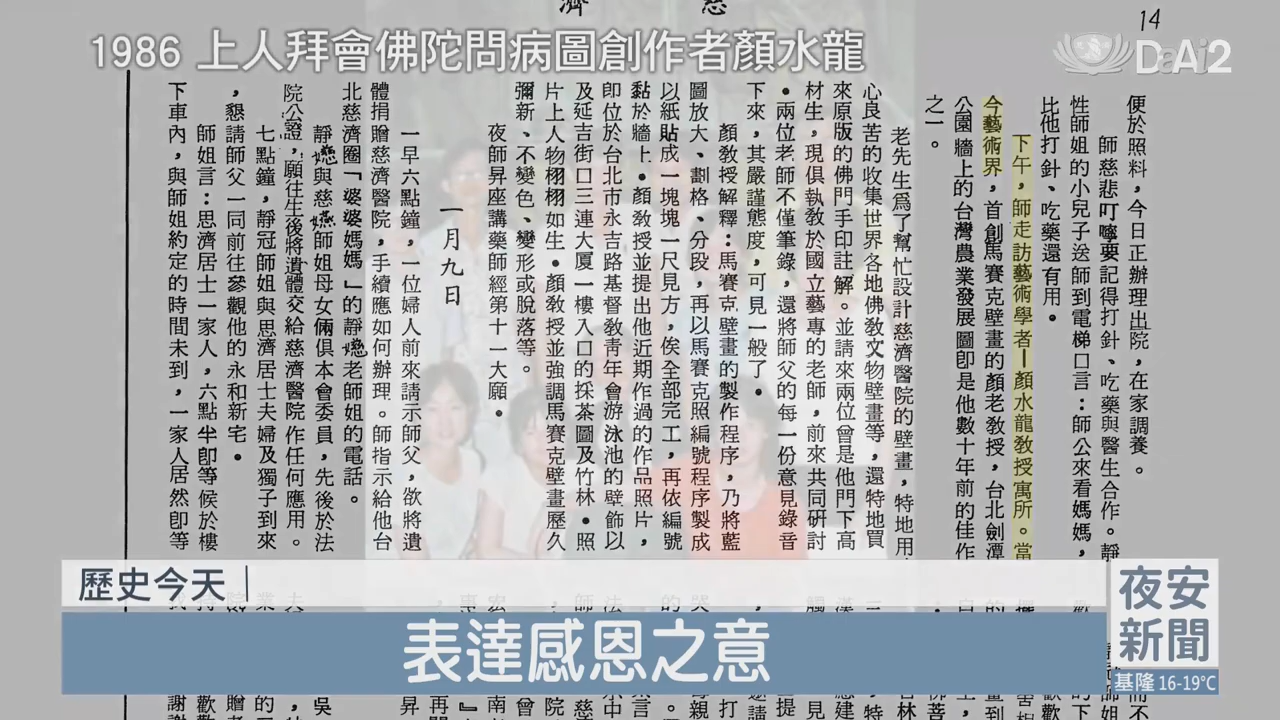 慈
濟
14
1986 上人拜會佛陀問病圖創作者顏水龍
DAAi2
便於照料，今日正辦理出院，在家調養。
師慈悲叮嚀要記得打針、吃藥與醫生合作。靜
性師姐的小兒子送師到電梯口言：師公來看媽媽，
比他打針、吃藥還有用。
下午，師走訪藝術學者—顏水龍教授寓所。當
今藝術界，首創馬賽克壁畫的顏老教授，台北劍潭
公園牆上的台灣農業發展圖卽是他數十年前的佳作
之一。
老先生爲了幫忙設計慈濟醫院的壁畫，特地用
心良苦的收集世界各地佛敎文物壁畫等，還特地買
來原版的佛門手印註解。並請來兩位曾是他門下高
材生，現俱執敎於國立藝專的老師，前來共同研討
。兩位老師不僅筆錄，還將師父的每一份意見錄音
下來，其嚴謹態度，可見一般了。
顏敎授解釋：馬賽克壁畫的製作程序，乃將藍
圖放大、劃格、分段，再以馬賽克照編號程序製成
以紙貼成一塊塊一尺見方，俟全部完工，再依編號
黏於牆上。顏敎授並提出他近期作過的作品照片，
卽位於台北市永吉路基督敎靑年會游泳池的壁飾以
及延吉街口三連大厦一樓入口的採茶圖及竹林。照
片上人物栩栩如生。顏敎授並強調馬賽克壁畫歷久
彌新、不變色、變形或脫落等。
夜師昇座講藥師經第十一大願。
一月九日
一早六點鐘，一位婦人前來請示師父，欲將遺
體捐贈慈濟醫院，手續應如何辦理。師指示給他台
北慈濟圈「婆婆媽媽」的靜㜝老師姐的電話。
靜㜝與慈㜝師姐母女倆俱本會委員，先後於法
院公證，願往生後將遺體交給慈濟醫院作任何應用。
七點鐘，靜冠師姐與思濟居士夫婦及獨子到來
，懇請師父一同前往參觀他的永和新宅。
師姐言：思濟居士一家人，六點半卽等候於樓
下車內，與師姐約定的時間未到，一家人居然卽等
歷史今天
表達感恩之意
夜安
新聞
基隆 16-19°C